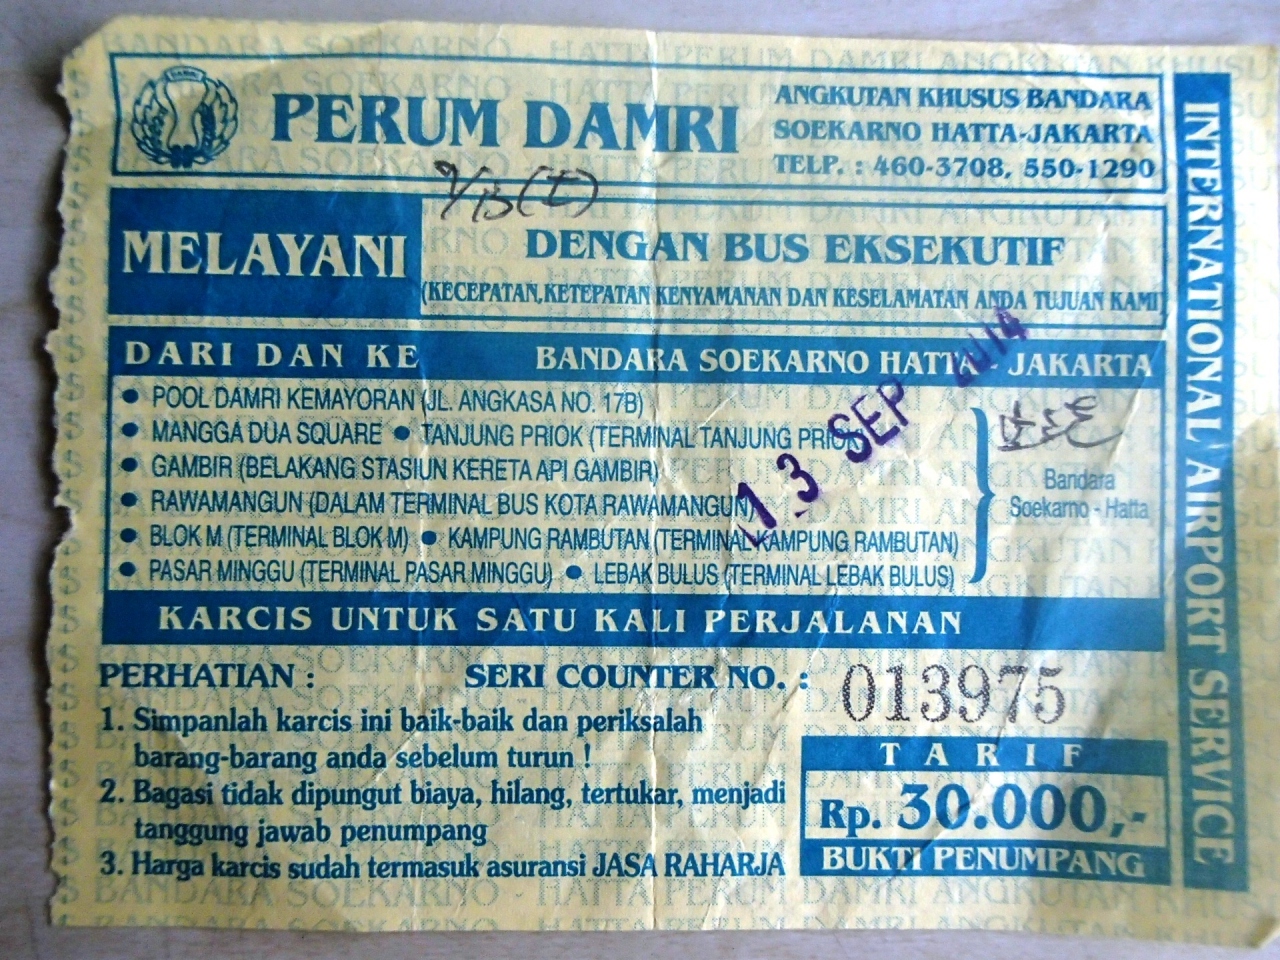 DAMRI
PERUM DAMRI
ANGKUTAN KHUSUS BANDARA
SOEKARNO HATTA-JAKARTA
TELP. : 460-3708, 550-1290
MELAYANI
DENGAN BUS EKSEKUTIF
(KECEPATAN,KETEPATAN KENYAMANAN DAN KESELAMATAN ANDA TUJUAN KAMI)
DARI DAN KE BANDARA SOEKARNO HATTA - JAKARTA
• POOL DAMRI KEMAYORAN (JL. ANGKASA NO. 17B)
• MANGGA DUA SQUARE • TANJUNG PRIOK (TERMINAL TANJUNG PRIOK)
• GAMBIR (BELAKANG STASIUN KERETA API GAMBIR)
• RAWAMANGUN (DALAM TERMINAL BUS KOTA RAWAMANGUN)
• BLOK M (TERMINAL BLOK M) • KAMPUNG RAMBUTAN (TERMINAL KAMPUNG RAMBUTAN)
• PASAR MINGGU (TERMINAL PASAR MINGGU) • LEBAK BULUS (TERMINAL LEBAK BULUS)
Bandara
Soekarno - Hatta
13 SEP 2014
KARCIS UNTUK SATU KALI PERJALANAN
PERHATIAN : SERI COUNTER NO. : 013975
1. Simpanlah karcis ini baik-baik dan periksalah
barang-barang anda sebelum turun !
2. Bagasi tidak dipungut biaya, hilang, tertukar, menjadi
tanggung jawab penumpang
3. Harga karcis sudah termasuk asuransi JASA RAHARJA
TARIF
Rp. 30.000,-
BUKTI PENUMPANG
INTERNATIONAL AIRPORT SERVICE